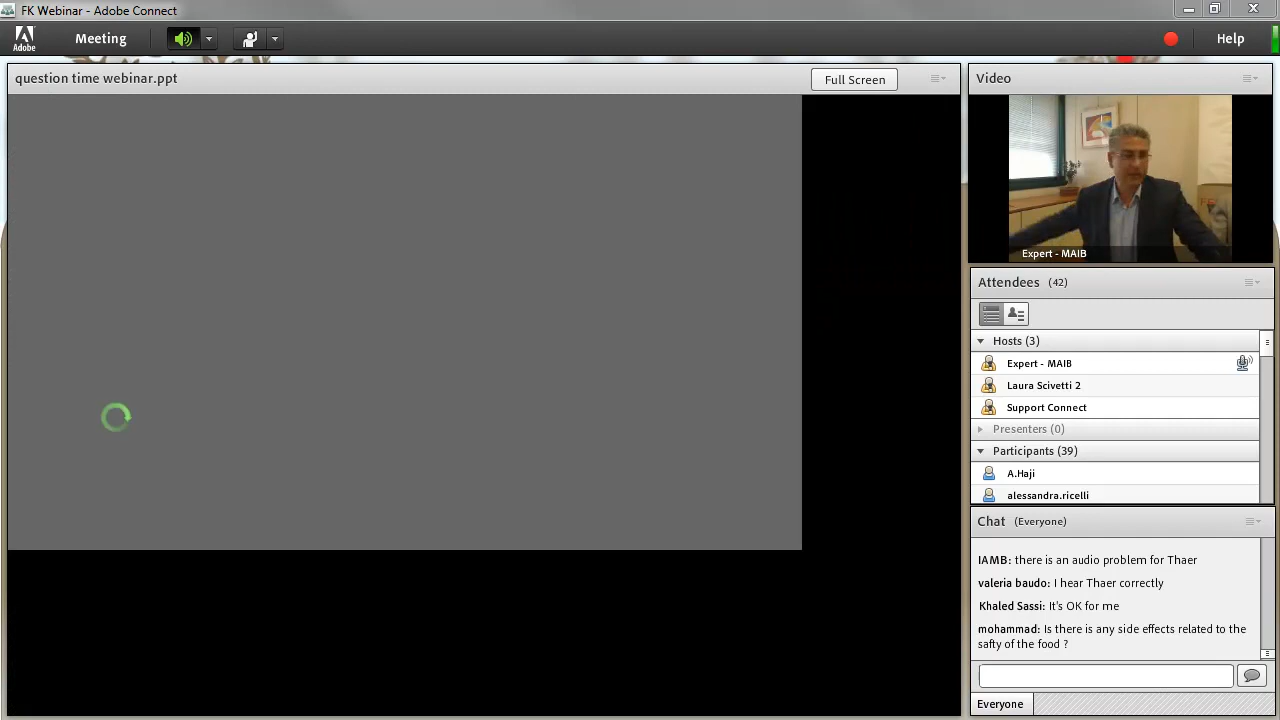 FK Webinar - Adobe Connect
Adobe
Meeting
Help
question time webinar.ppt
Full Screen
Video
Expert - MAIB
Attendees (42)
Hosts (3)
Expert - MAIB
Laura Scivetti 2
Support Connect
Presenters (0)
Participants (39)
A.Haji
alessandra.ricelli
Chat (Everyone)
IAMB: there is an audio problem for Thaer
valeria baudo: I hear Thaer correctly
Khaled Sassi: It's OK for me
mohammad: Is there is any side effects related to the
safty of the food ?
Everyone